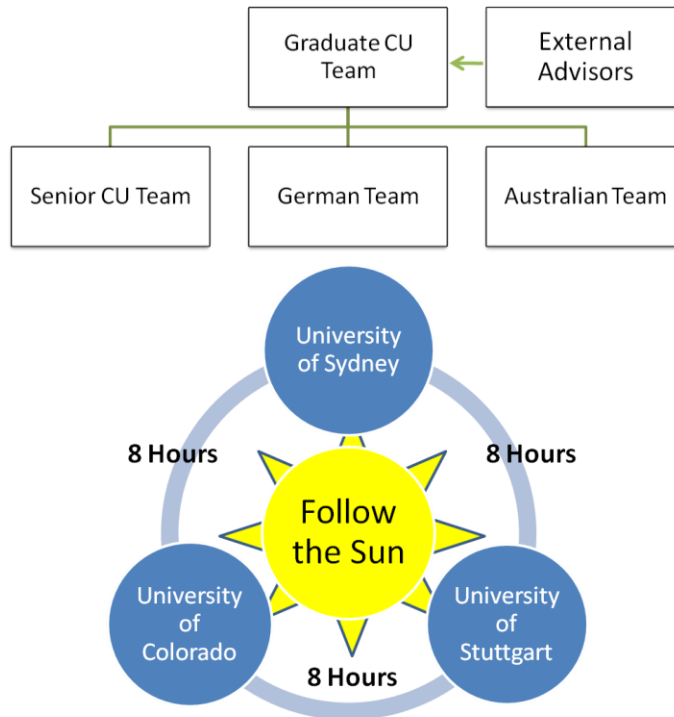 Graduate CU
Team
External
Advisors
Senior CU Team
German Team
Australian Team
University
of Sydney
8 Hours
8 Hours
Follow
the Sun
University
of
Colorado
University
of
Stuttgart
8 Hours